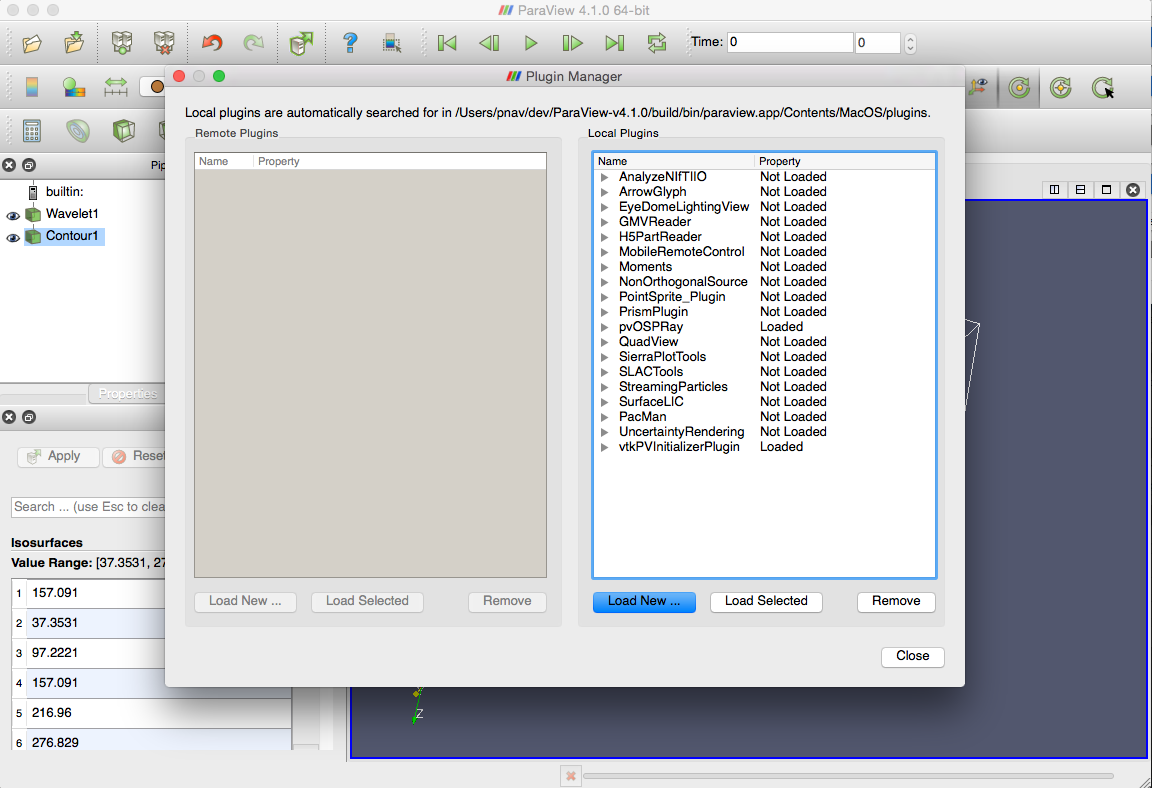 ParaView 4.1.0 64-bit
Time: 0 0
Plugin Manager
Local plugins are automatically searched for in /Users/pnav/dev/ParaView-v4.1.0/build/bin/paraview.app/Contents/MacOS/plugins.
Remote Plugins
Name Property
Load New ... Load Selected Remove
Local Plugins
Name Property
AnalyzeNIfTIIO Not Loaded
ArrowGlyph Not Loaded
EyeDomeLightingView Not Loaded
GMVReader Not Loaded
H5PartReader Not Loaded
MobileRemoteControl Not Loaded
Moments Not Loaded
NonOrthogonalSource Not Loaded
PointSprite_Plugin Not Loaded
PrismPlugin Not Loaded
pvOSPRay Loaded
QuadView Not Loaded
SierraPlotTools Not Loaded
SLACTools Not Loaded
StreamingParticles Not Loaded
SurfaceLIC Not Loaded
PacMan Not Loaded
UncertaintyRendering Not Loaded
vtkPVInitializerPlugin Loaded
Load New ... Load Selected Remove
Close
Pip
builtin:
Wavelet1
Contour1
Properties
Apply Reset
Search ... (use Esc to clea
Isosurfaces
Value Range: [37.3531, 27
1 157.091
2 37.3531
3 97.2221
4 157.091
5 216.96
6 276.829
Z